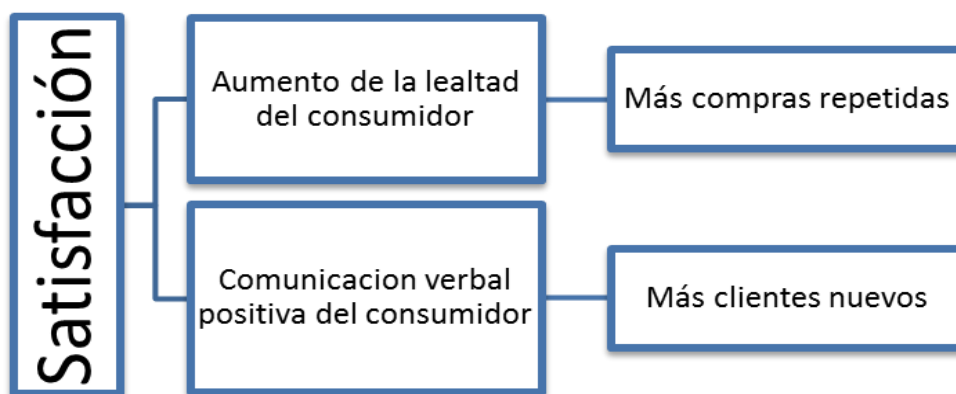 Satisfacción
Aumento de la lealtad
del consumidor
Más compras repetidas
Comunicacion verbal
positiva del consumidor
Más clientes nuevos